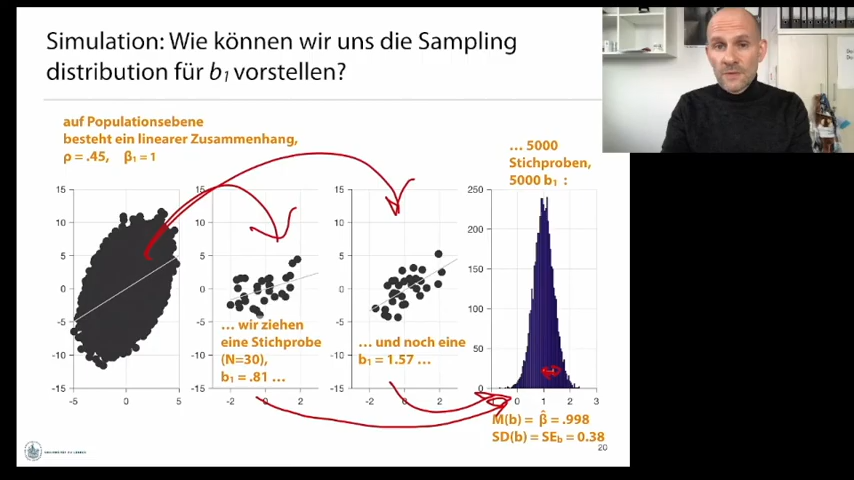 Simulation: Wie können wir uns die Sampling
distribution für b₁ vorstellen?
auf Populationsebene
besteht ein linearer Zusammenhang,
ρ = .45, β₁ = 1
… 5000
Stichproben,
5000 b₁ :
15
10
5
0
-5
-10
-15
-5
0
5
15
10
5
0
-5
-10
-15
-2
0
2
… wir ziehen
eine Stichprobe
(N=30),
b₁ = .81 …
15
10
5
0
-5
-10
-15
-2
0
2
… und noch eine
b₁ = 1.57 …
250
200
150
100
50
0
0
1
2
3
M(b) = β̂ = .998
SD(b) = SEb = 0.38
20